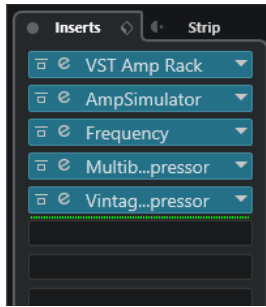 Inserts Strip
VST Amp Rack
AmpSimulator
Frequency
Multib...pressor
Vintag...pressor